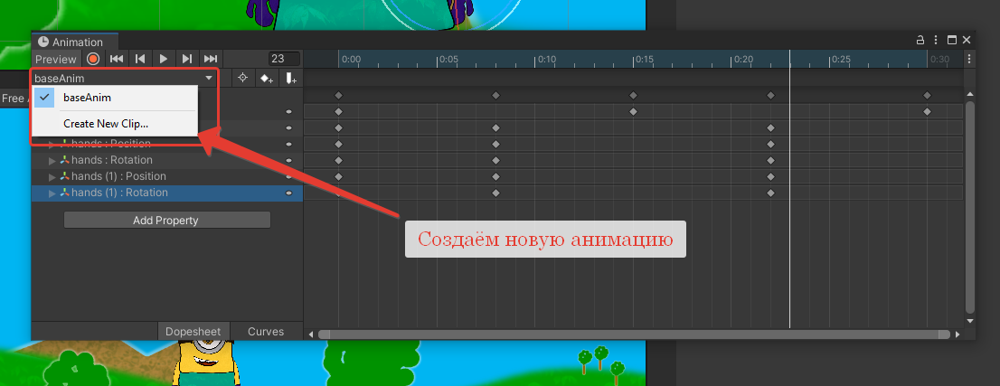 Animation
Preview
23
0:00
0:05
0:10
0:15
0:20
0:25
0:30
baseAnim
Free
baseAnim
Create New Clip...
hands : Position
hands : Rotation
hands (1) : Position
hands (1) : Rotation
Add Property
Создаём новую анимацию
Dopesheet
Curves